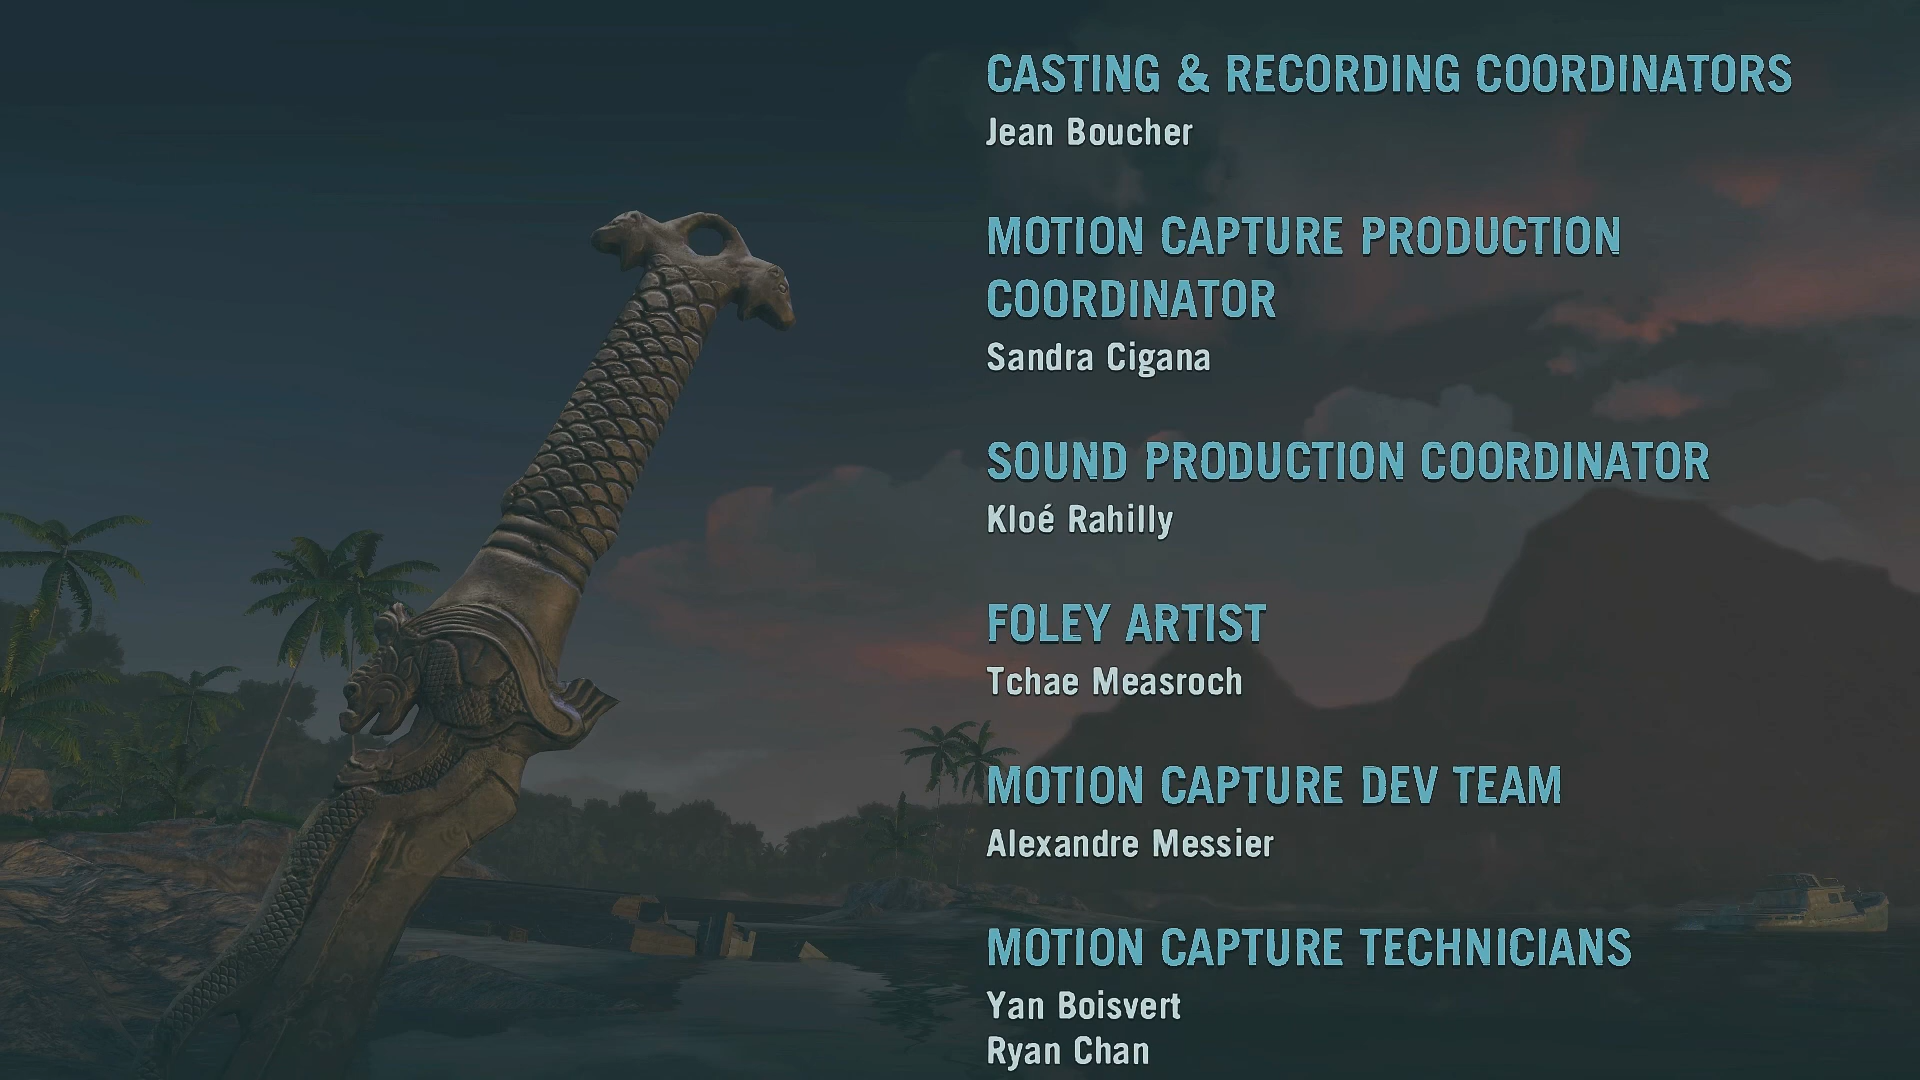 CASTING & RECORDING COORDINATORS
Jean Boucher
MOTION CAPTURE PRODUCTION
COORDINATOR
Sandra Cigana
SOUND PRODUCTION COORDINATOR
Kloé Rahilly
FOLEY ARTIST
Tchae Measroch
MOTION CAPTURE DEV TEAM
Alexandre Messier
MOTION CAPTURE TECHNICIANS
Yan Boisvert
Ryan Chan